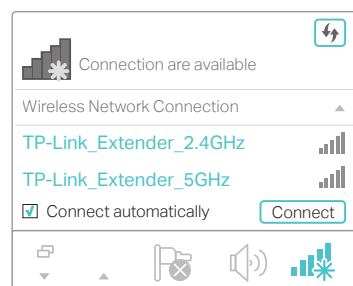 Connection are available
Wireless Network Connection
TP-Link_Extender_2.4GHz
TP-Link_Extender_5GHz
Connect automatically
Connect